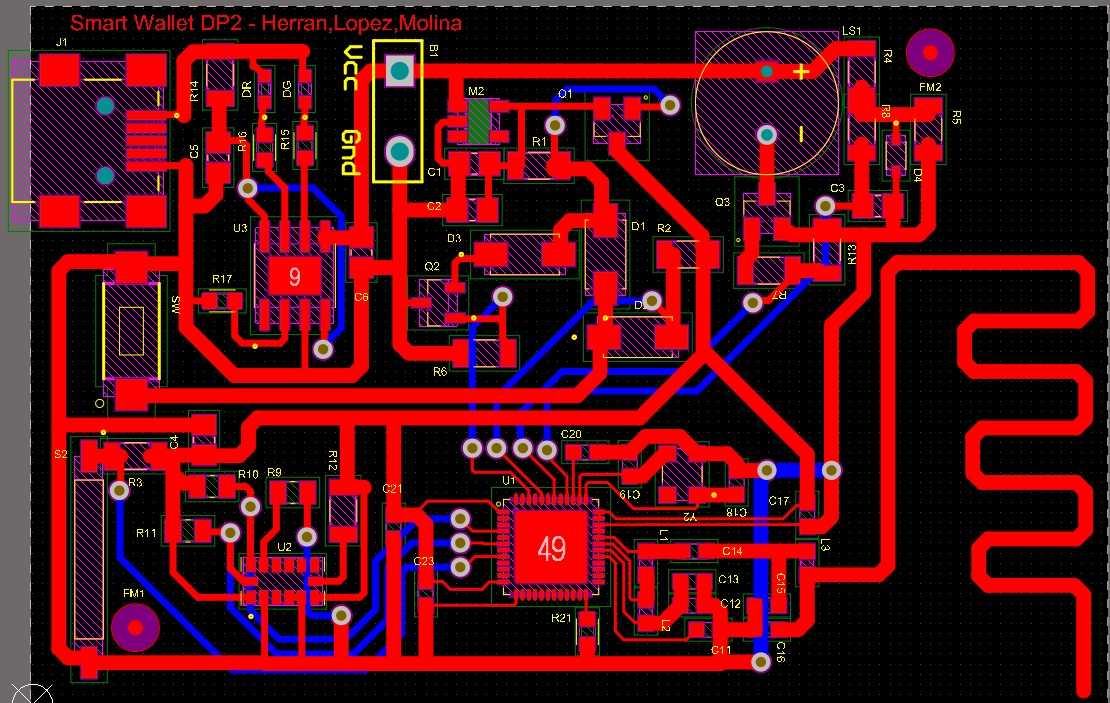 Smart Wallet DP2 - Herran,Lopez,Molina
J1
B1
LS1
Vcc
R14
DR
DG
M2
Q1
R4
FM2
+
R16
R15
C5
Gnd
R1
R8
R5
C1
D4
–
C2
C3
Q3
U3
D1
R2
D3
R13
9
Q2
R17
C6
R7
SW
R6
O
C20
S2
C4
R3
R10
R9
R12
C21
U1
C19
C18
C17
Y2
R11
U2
C23
49
L1
C14
L3
C13
C15
FM1
C12
R21
L2
C11
C16